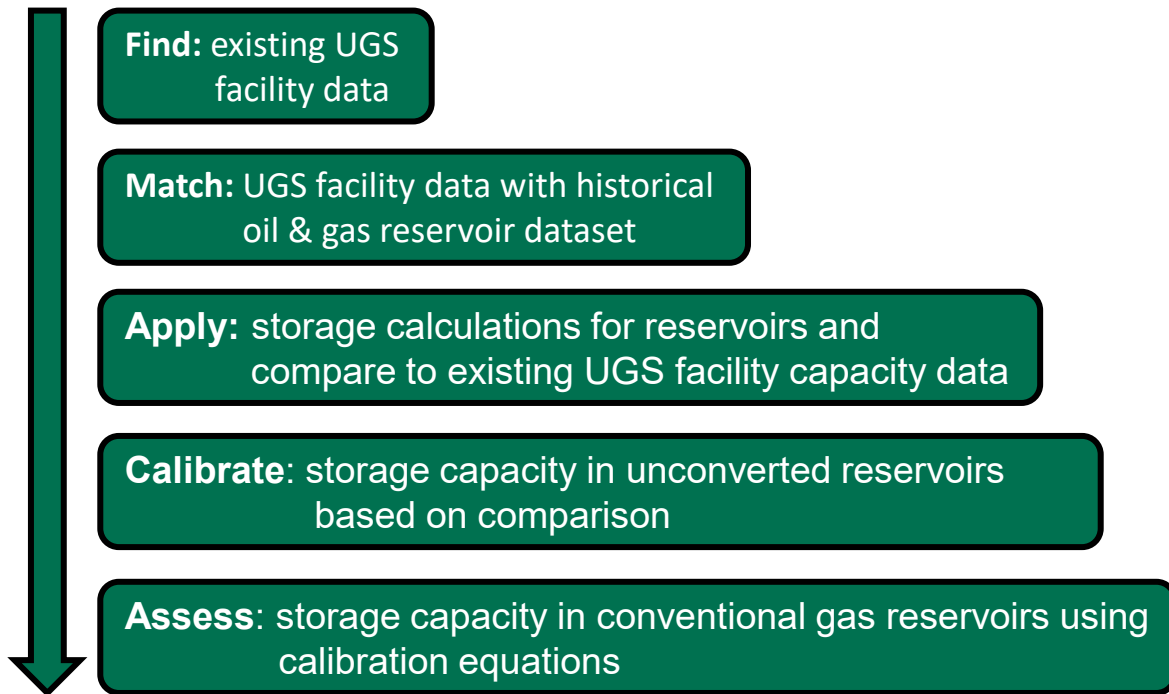 Find: existing UGS
facility data
Match: UGS facility data with historical
oil & gas reservoir dataset
Apply: storage calculations for reservoirs and
compare to existing UGS facility capacity data
Calibrate: storage capacity in unconverted reservoirs
based on comparison
Assess: storage capacity in conventional gas reservoirs using
calibration equations